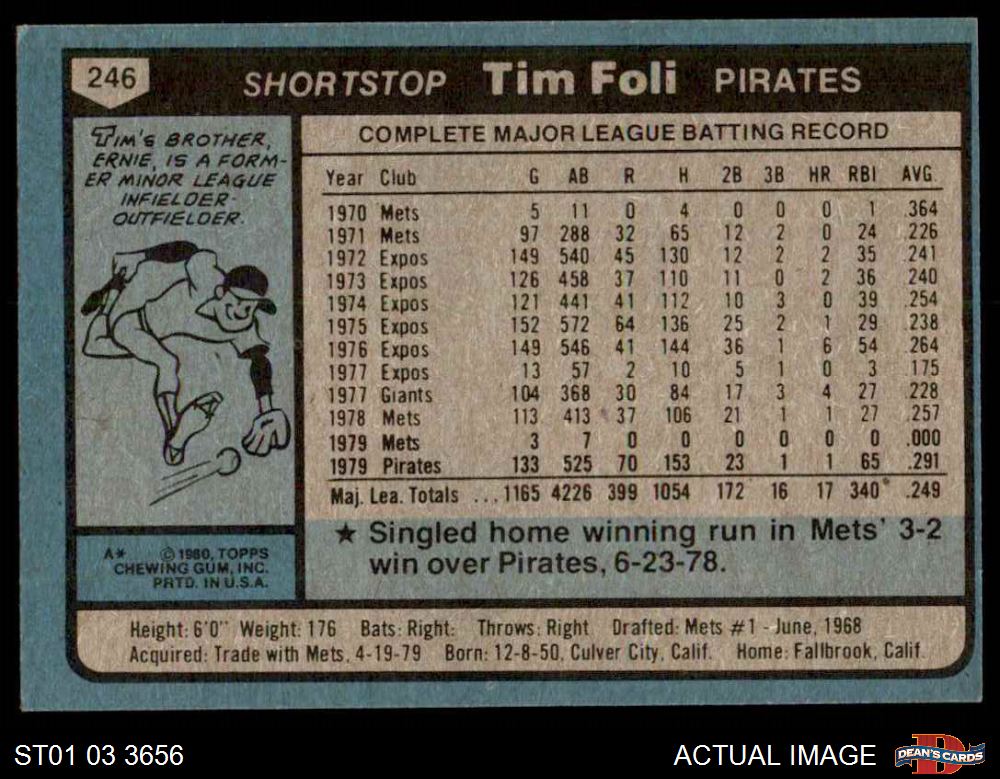 246 SHORTSTOP Tim Foli PIRATES
TIM'S BROTHER,
ERNIE, IS A FORM-
ER MINOR LEAGUE
INFIELDER-
OUTFIELDER.
COMPLETE MAJOR LEAGUE BATTING RECORD
Year Club G AB R H 2B 3B HR RBI AVG.
1970 Mets 5 11 0 4 0 0 0 1 .364
1971 Mets 97 288 32 65 12 2 0 24 .226
1972 Expos 149 540 45 130 12 2 2 35 .241
1973 Expos 126 458 37 110 11 0 2 36 .240
1974 Expos 121 441 41 112 10 3 0 39 .254
1975 Expos 152 572 64 136 25 2 1 29 .238
1976 Expos 149 546 41 144 36 1 6 54 .264
1977 Expos 13 57 2 10 5 1 0 3 .175
1977 Giants 104 368 30 84 17 3 4 27 .228
1978 Mets 113 413 37 106 21 1 1 27 .257
1979 Mets 3 7 0 0 0 0 0 0 .000
1979 Pirates 133 525 70 153 23 1 1 65 .291
Maj. Lea. Totals ...1165 4226 399 1054 172 16 17 340 .249
★ Singled home winning run in Mets' 3-2
win over Pirates, 6-23-78.
A* © 1980, TOPPS
CHEWING GUM, INC.
PRTD. IN U.S.A.
Height: 6'0" Weight: 176 Bats: Right: Throws: Right Drafted: Mets #1 - June, 1968
Acquired: Trade with Mets, 4-19-79 Born: 12-8-50, Culver City, Calif. Home: Fallbrook, Calif.
ST01 03 3656 ACTUAL IMAGE D DEAN'S CARDS